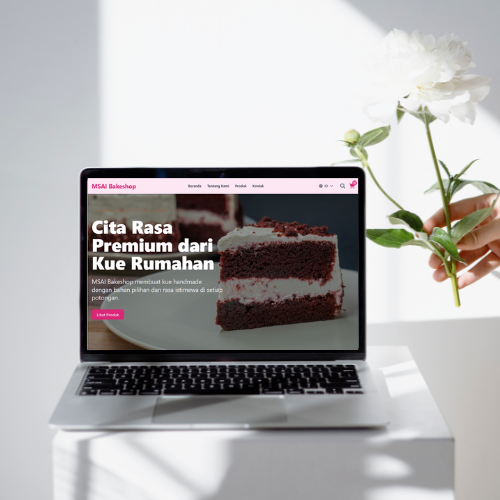 MSAI Bakeshop
Beranda Tentang Kami Produk Kontak
Cita Rasa
Premium dari
Kue Rumahan
MSAI Bakeshop membuat kue handmade
dengan bahan pilihan dan rasa istimewa di setiap
potongan.
Lihat Produk